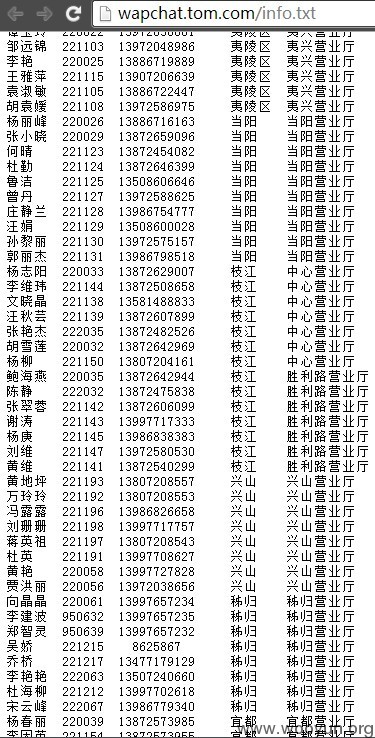 wapchat.tom.com/info.txt
夷陵区 夷兴营业厅
邹远锦 221103 13972048986 夷陵区 夷兴营业厅
李艳 220025 13886719889 夷陵区 夷兴营业厅
王雅萍 221115 13907206639 夷陵区 夷兴营业厅
袁淑敏 221105 13886722447 夷陵区 夷兴营业厅
胡袁媛 221108 13972586975 夷陵区 夷兴营业厅
杨丽峰 220026 13886716163 当阳 当阳营业厅
张小晓 220029 13872659096 当阳 当阳营业厅
何晴 221123 13872454082 当阳 当阳营业厅
杜勤 221124 13872646399 当阳 当阳营业厅
鲁洁 221125 13508606646 当阳 当阳营业厅
曾丹 221127 13972588625 当阳 当阳营业厅
庄静兰 221128 13986754777 当阳 当阳营业厅
汪娟 221129 13508600028 当阳 当阳营业厅
孙黎丽 221130 13972575157 当阳 当阳营业厅
郭丽杰 221131 13986798518 当阳 当阳营业厅
杨志阳 220033 13872629007 枝江 中心营业厅
李维玮 221144 13872508658 枝江 中心营业厅
文晓晶 221138 13581488833 枝江 中心营业厅
汪秋芸 221139 13872607899 枝江 中心营业厅
张艳杰 222035 13872482526 枝江 中心营业厅
胡雪莲 220032 13872642969 枝江 中心营业厅
杨柳 221150 13807204161 枝江 中心营业厅
鲍海燕 220035 13872642944 枝江 胜利路营业厅
陈静 222032 13872475838 枝江 胜利路营业厅
张翠蓉 221142 13872606099 枝江 胜利路营业厅
谢涛 221143 13997717333 枝江 胜利路营业厅
杨庚 221145 13986838383 枝江 胜利路营业厅
刘维 221147 13972580530 枝江 胜利路营业厅
黄维 221141 13872540299 枝江 胜利路营业厅
黄地坪 221193 13807208557 兴山 兴山营业厅
万玲玲 221192 13807208553 兴山 兴山营业厅
冯露露 221196 13986826658 兴山 兴山营业厅
刘珊珊 221198 13997717757 兴山 兴山营业厅
蒋英祖 221197 13807208543 兴山 兴山营业厅
杜英 221191 13997708627 兴山 兴山营业厅
黄艳 220058 13997727828 兴山 兴山营业厅
贾洪丽 220056 13972038656 兴山 兴山营业厅
向晶晶 220061 13997657234 秭归 秭归营业厅
李建波 950632 13997657235 秭归 秭归营业厅
郑智灵 950639 13997657232 秭归 秭归营业厅
吴娇 221215 8625867 秭归 秭归营业厅
乔桥 221217 13477179129 秭归 秭归营业厅
李艳艳 222063 13507240660 秭归 秭归营业厅
杜海柳 221212 13997702618 秭归 秭归营业厅
宋云峰 222067 13986779340 秭归 秭归营业厅
杨春丽 220039 13872573985 宜都 宜都营业厅
221154 13872573955 宜都 宜都营业厅
www.wooyun.org